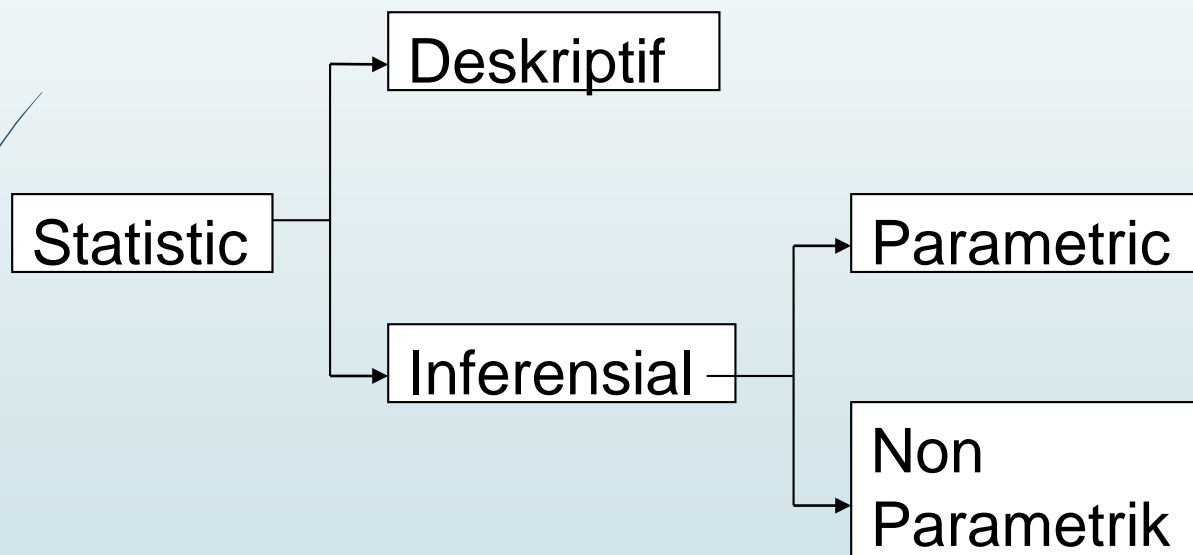 Deskriptif
Statistic
Parametric
Inferensial
Non
Parametrik